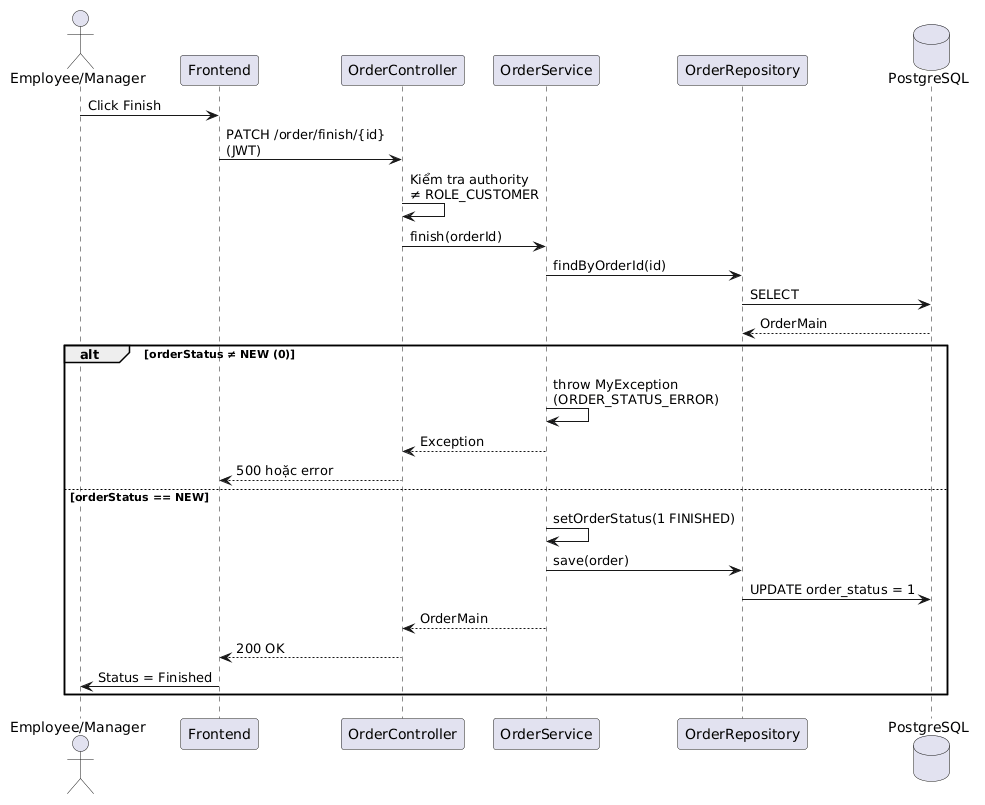 Employee/Manager
Frontend
OrderController
OrderService
OrderRepository
PostgreSQL
Click Finish
PATCH /order/finish/{id}
(JWT)
Kiểm tra authority
≠ ROLE_CUSTOMER
finish(orderId)
findByOrderId(id)
SELECT
OrderMain
alt
[orderStatus ≠ NEW (0)]
throw MyException
(ORDER_STATUS_ERROR)
Exception
500 hoặc error
[orderStatus == NEW]
setOrderStatus(1 FINISHED)
save(order)
UPDATE order_status = 1
OrderMain
200 OK
Status = Finished
Employee/Manager
Frontend
OrderController
OrderService
OrderRepository
PostgreSQL